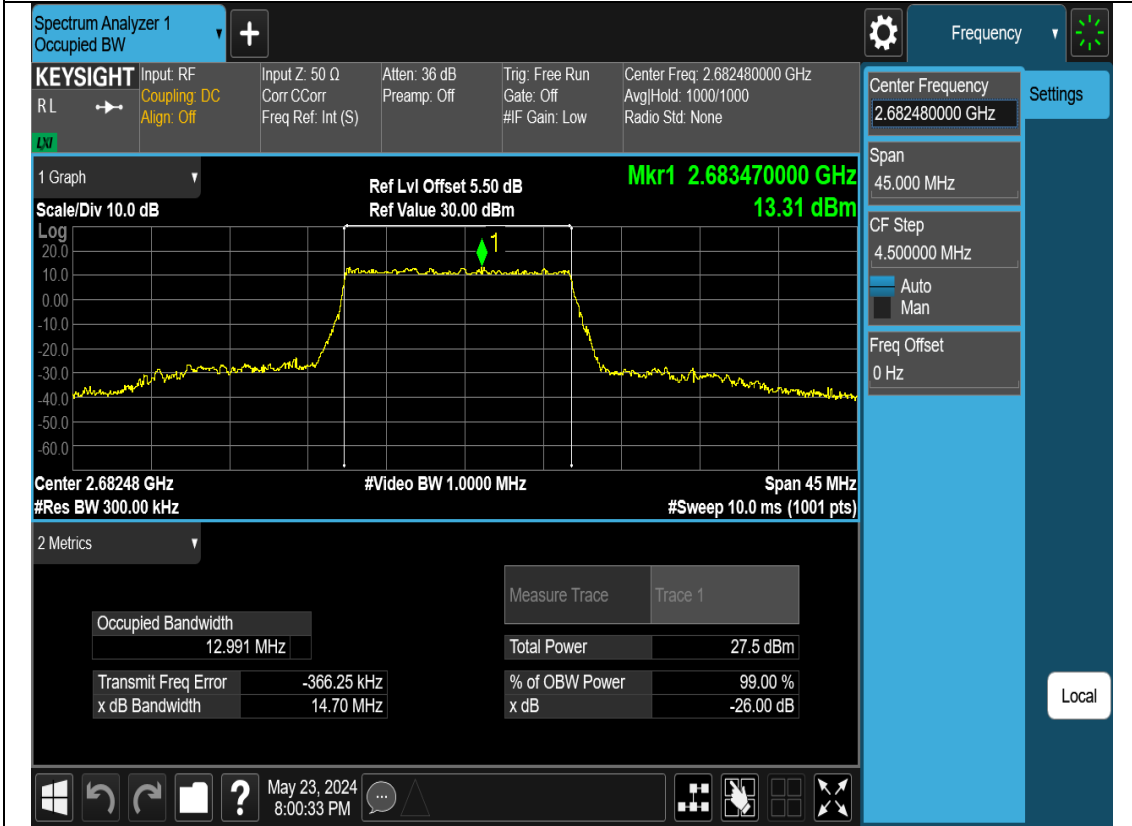 Spectrum Analyzer 1
Occupied BW
Frequency
KEYSIGHT
R L
LXI
Input: RF
Coupling: DC
Align: Off
Input Z: 50 Ω
Corr CCorr
Freq Ref: Int (S)
Atten: 36 dB
Preamp: Off
Trig: Free Run
Gate: Off
#IF Gain: Low
Center Freq: 2.682480000 GHz
Avg|Hold: 1000/1000
Radio Std: None
Center Frequency
2.682480000 GHz
Settings
Span
45.000 MHz
CF Step
4.500000 MHz
Auto
Man
Freq Offset
0 Hz
Local
1 Graph
Scale/Div 10.0 dB
Ref Lvl Offset 5.50 dB
Ref Value 30.00 dBm
Mkr1 2.683470000 GHz
13.31 dBm
Log
1
20.0
10.0
0.00
-10.0
-20.0
-30.0
-40.0
-50.0
-60.0
Center 2.68248 GHz
#Video BW 1.0000 MHz
Span 45 MHz
#Res BW 300.00 kHz
#Sweep 10.0 ms (1001 pts)
2 Metrics
Measure Trace
Trace 1
Occupied Bandwidth
12.991 MHz
Total Power 27.5 dBm
Transmit Freq Error -366.25 kHz
% of OBW Power 99.00 %
x dB Bandwidth 14.70 MHz
x dB -26.00 dB
?
May 23, 2024
8:00:33 PM